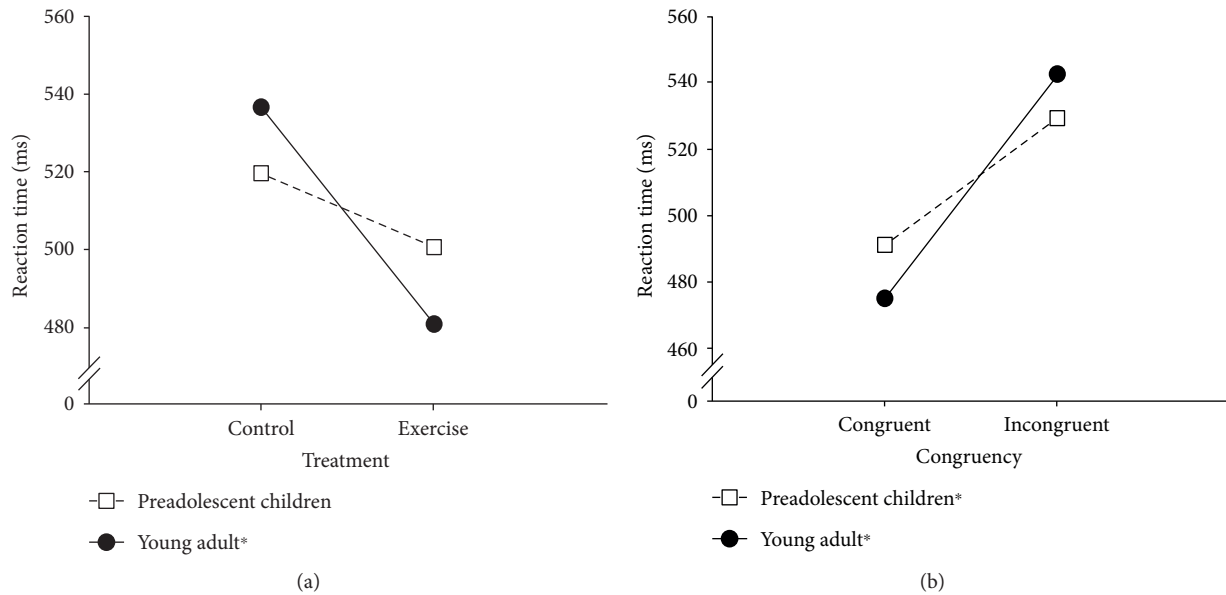 560
540
520
500
480
0
Reaction time (ms)
Control
Exercise
Treatment
Preadolescent children
Young adult*
(a)
560
540
520
500
480
460
0
Reaction time (ms)
Congruent
Incongruent
Congruency
Preadolescent children*
Young adult*
(b)